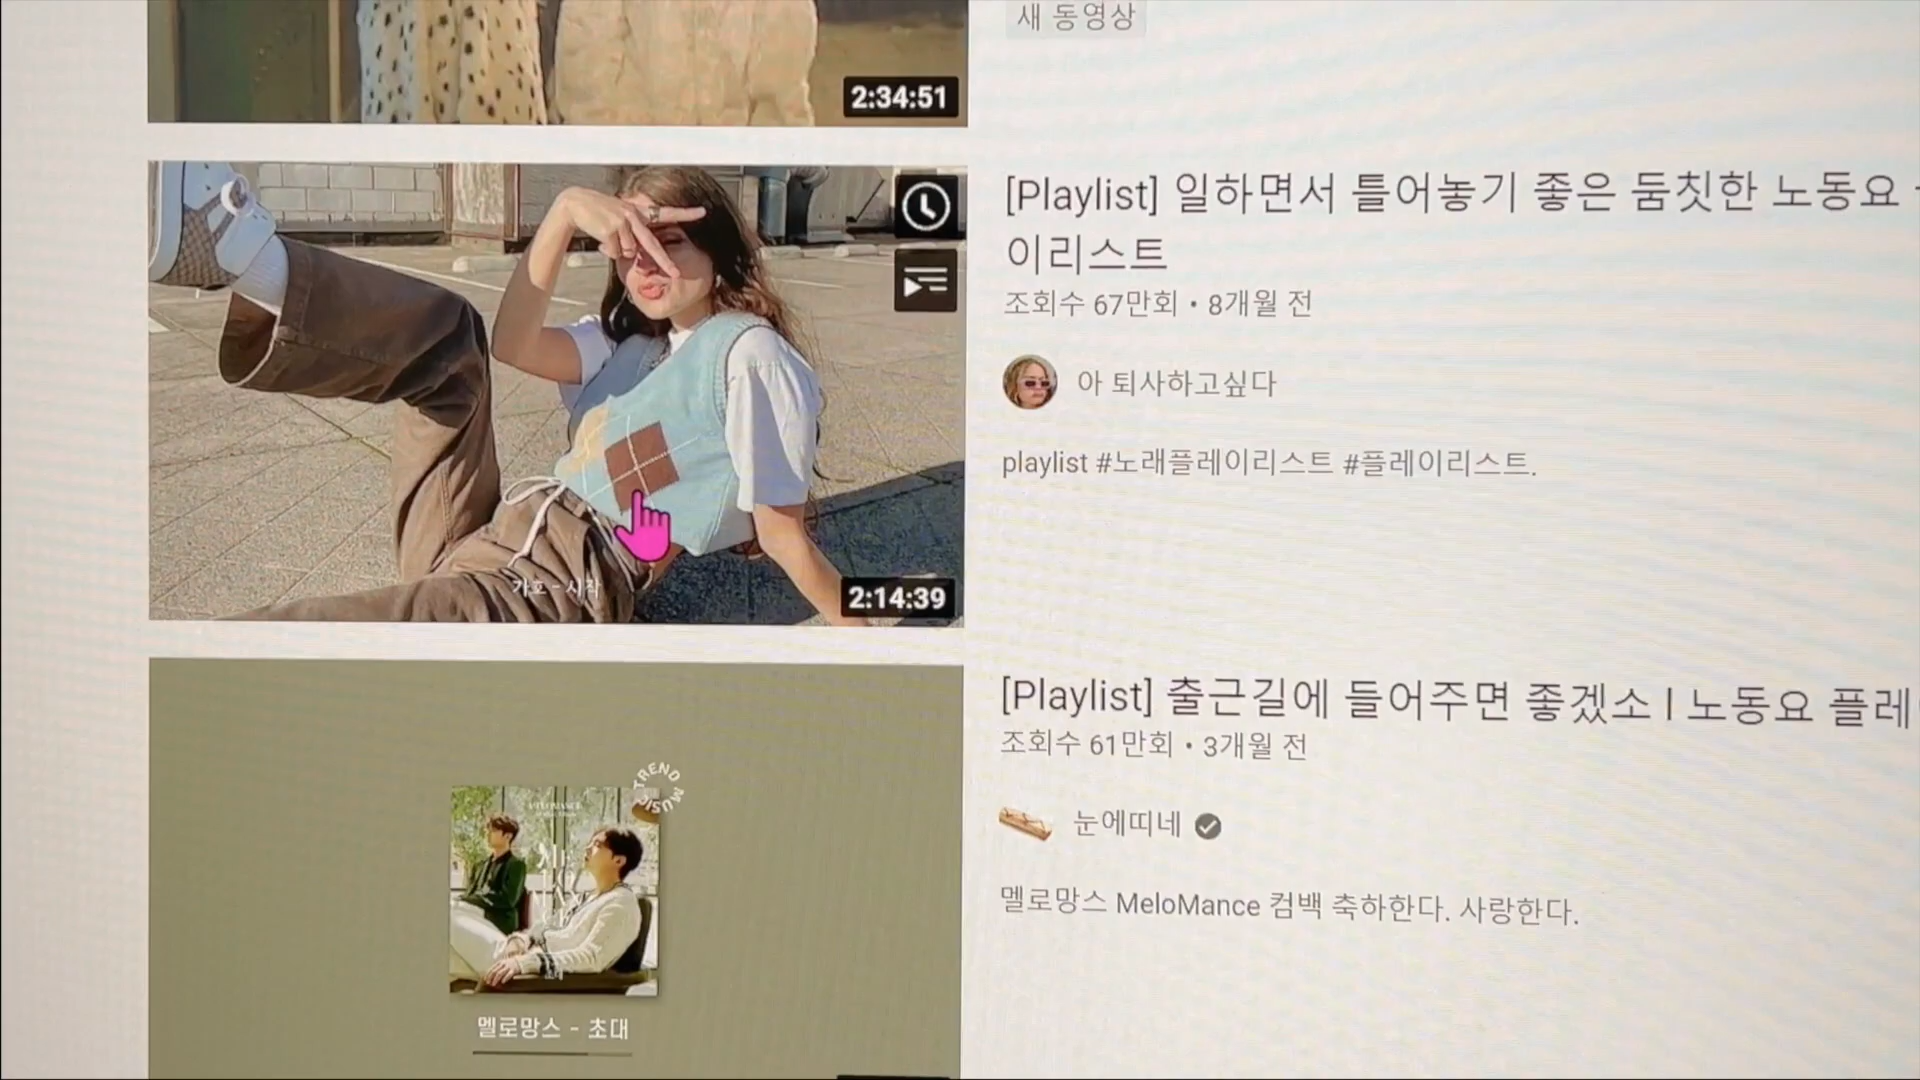 새 동영상
2:34:51
[Playlist] 일하면서 틀어놓기 좋은 둠칫한 노동요
이리스트
조회수 67만회 • 8개월 전
아 퇴사하고싶다
playlist #노래플레이리스트 #플레이리스트.
가호 - 시작
2:14:39
[Playlist] 출근길에 들어주면 좋겠소 I 노동요 플레
조회수 61만회 • 3개월 전
눈에띠네
멜로망스 MeloMance 컴백 축하한다. 사랑한다.
TREND MUSIC
멜로망스 - 초대